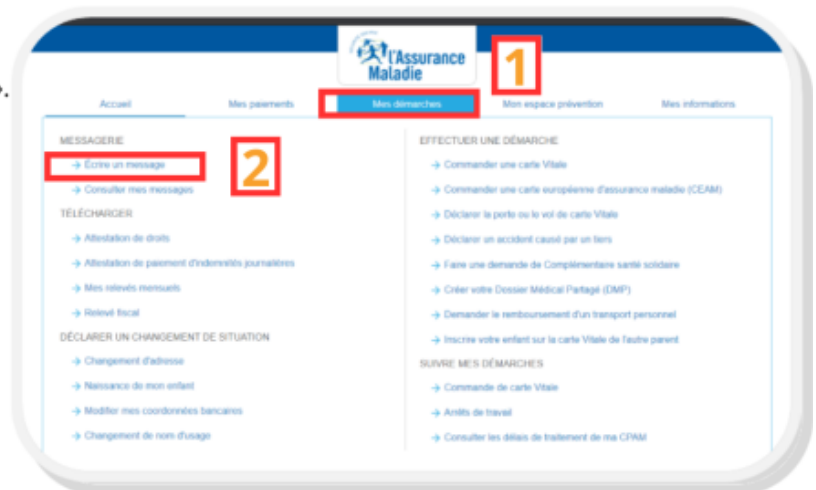 ».
l'Assurance
Maladie
1
Accueil
Mes paiements
Mes démarches
Mon espace prévention
Mes informations
MESSAGERIE
→ Écrire un message
2
→ Consulter mes messages
TÉLÉCHARGER
→ Attestation de droits
→ Attestation de paiement d'indemnités journalières
→ Mes relevés mensuels
→ Relevé fiscal
DÉCLARER UN CHANGEMENT DE SITUATION
→ Changement d'adresse
→ Naissance de mon enfant
→ Modifier mes coordonnées bancaires
→ Changement de nom d'usage
EFFECTUER UNE DÉMARCHE
→ Commander une carte Vitale
→ Commander une carte européenne d'assurance maladie (CEAM)
→ Déclarer la perte ou le vol de carte Vitale
→ Déclarer un accident causé par un tiers
→ Faire une demande de Complémentaire santé solidaire
→ Créer votre Dossier Médical Partagé (DMP)
→ Demander le remboursement d'un transport personnel
→ Inscrire votre enfant sur la carte Vitale de l'autre parent
SUIVRE MES DÉMARCHES
→ Commande de carte Vitale
→ Arrêts de travail
→ Consulter les délais de traitement de ma CPAM